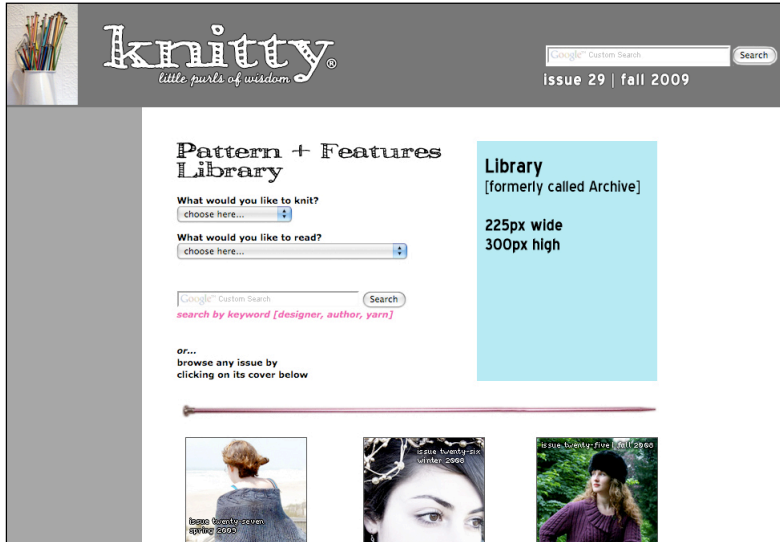 knitty®
little purls of wisdom
Google™ Custom Search
Search
issue 29 | fall 2009
Pattern + Features
Library
What would you like to knit?
choose here...
What would you like to read?
choose here...
Google™ Custom Search
Search
search by keyword [designer, author, yarn]
or...
browse any issue by
clicking on its cover below
Library
[formerly called Archive]
225px wide
300px high
issue twenty-seven
spring 2009
issue twenty-six
winter 2008
issue twenty-five | fall 2008